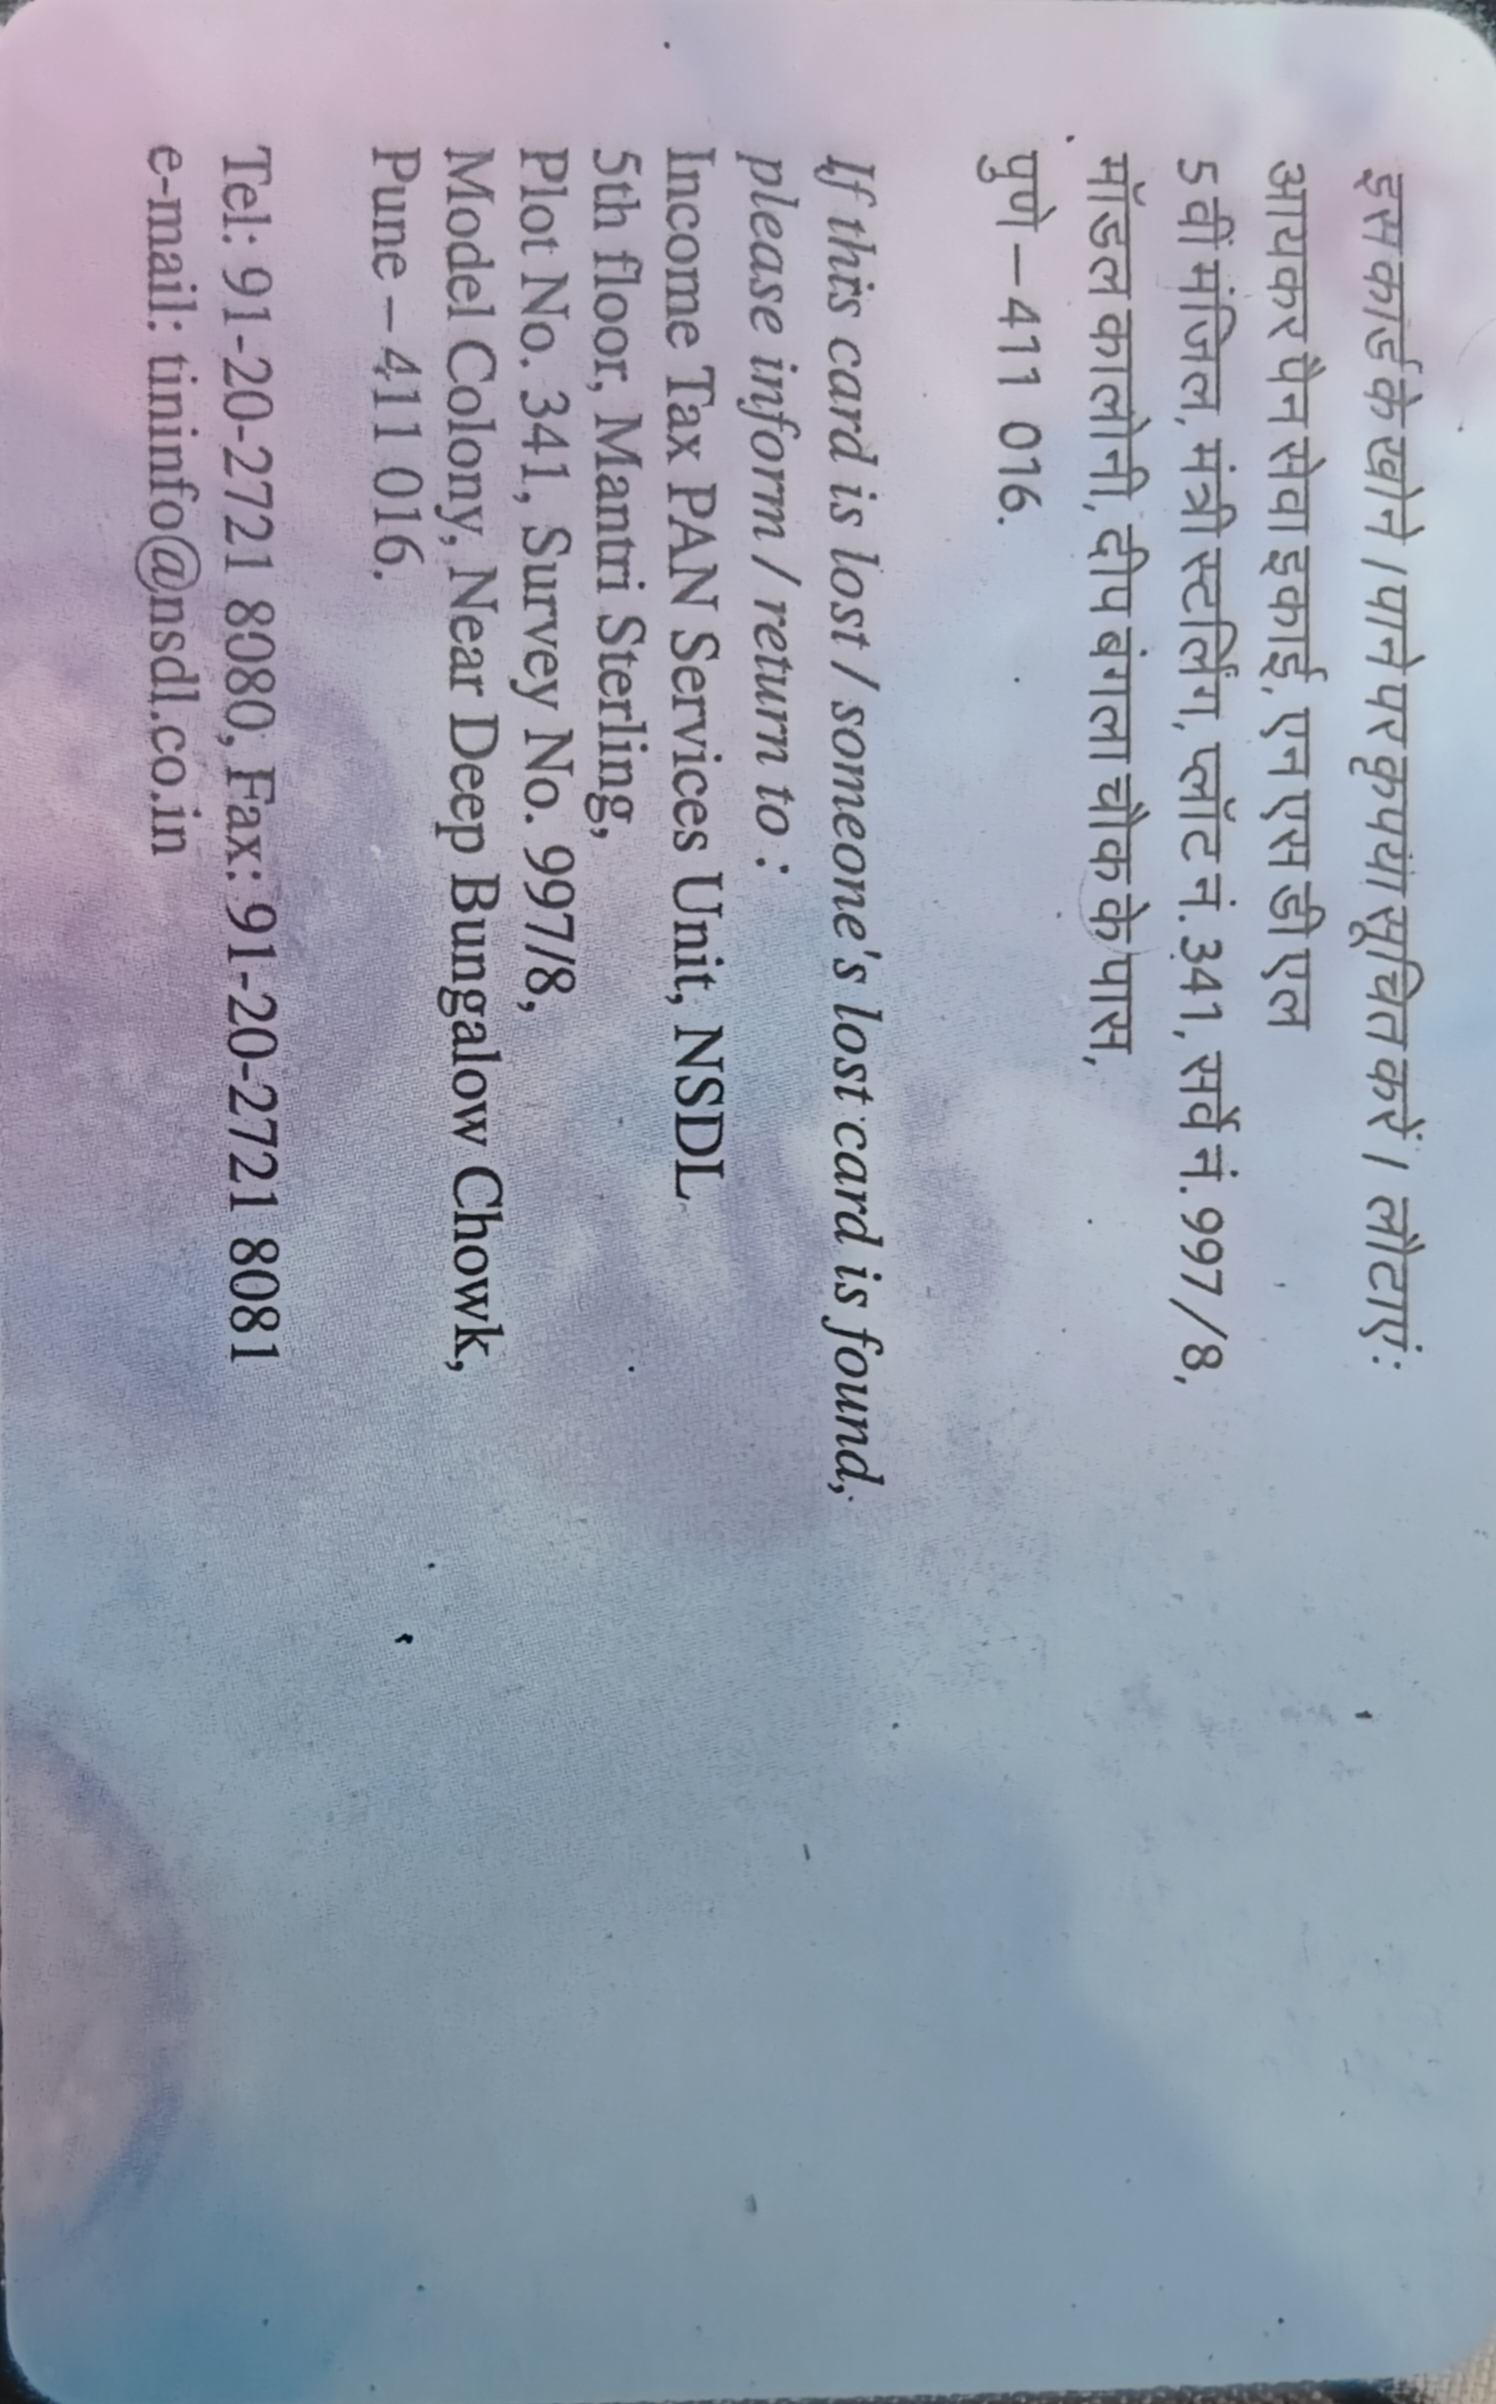 इस कार्ड के खोने / पाने पर कृपया सूचित करें / लौटाएं :
आयकर पैन सेवा इकाई, एन एस डी एल
5 वीं मंजिल, मंत्री स्टर्लिंग, प्लॉट नं. 341, सर्वे नं. 997/8,
मॉडल कालोनी, दीप बंगला चौक के पास,
पुणे – 411 016.
If this card is lost / someone's lost card is found,
please inform / return to :
Income Tax PAN Services Unit, NSDL
5th floor, Mantri Sterling,
Plot No. 341, Survey No. 997/8,
Model Colony, Near Deep Bungalow Chowk,
Pune – 411 016.
Tel: 91-20-2721 8080, Fax: 91-20-2721 8081
e-mail: tininfo@nsdl.co.in